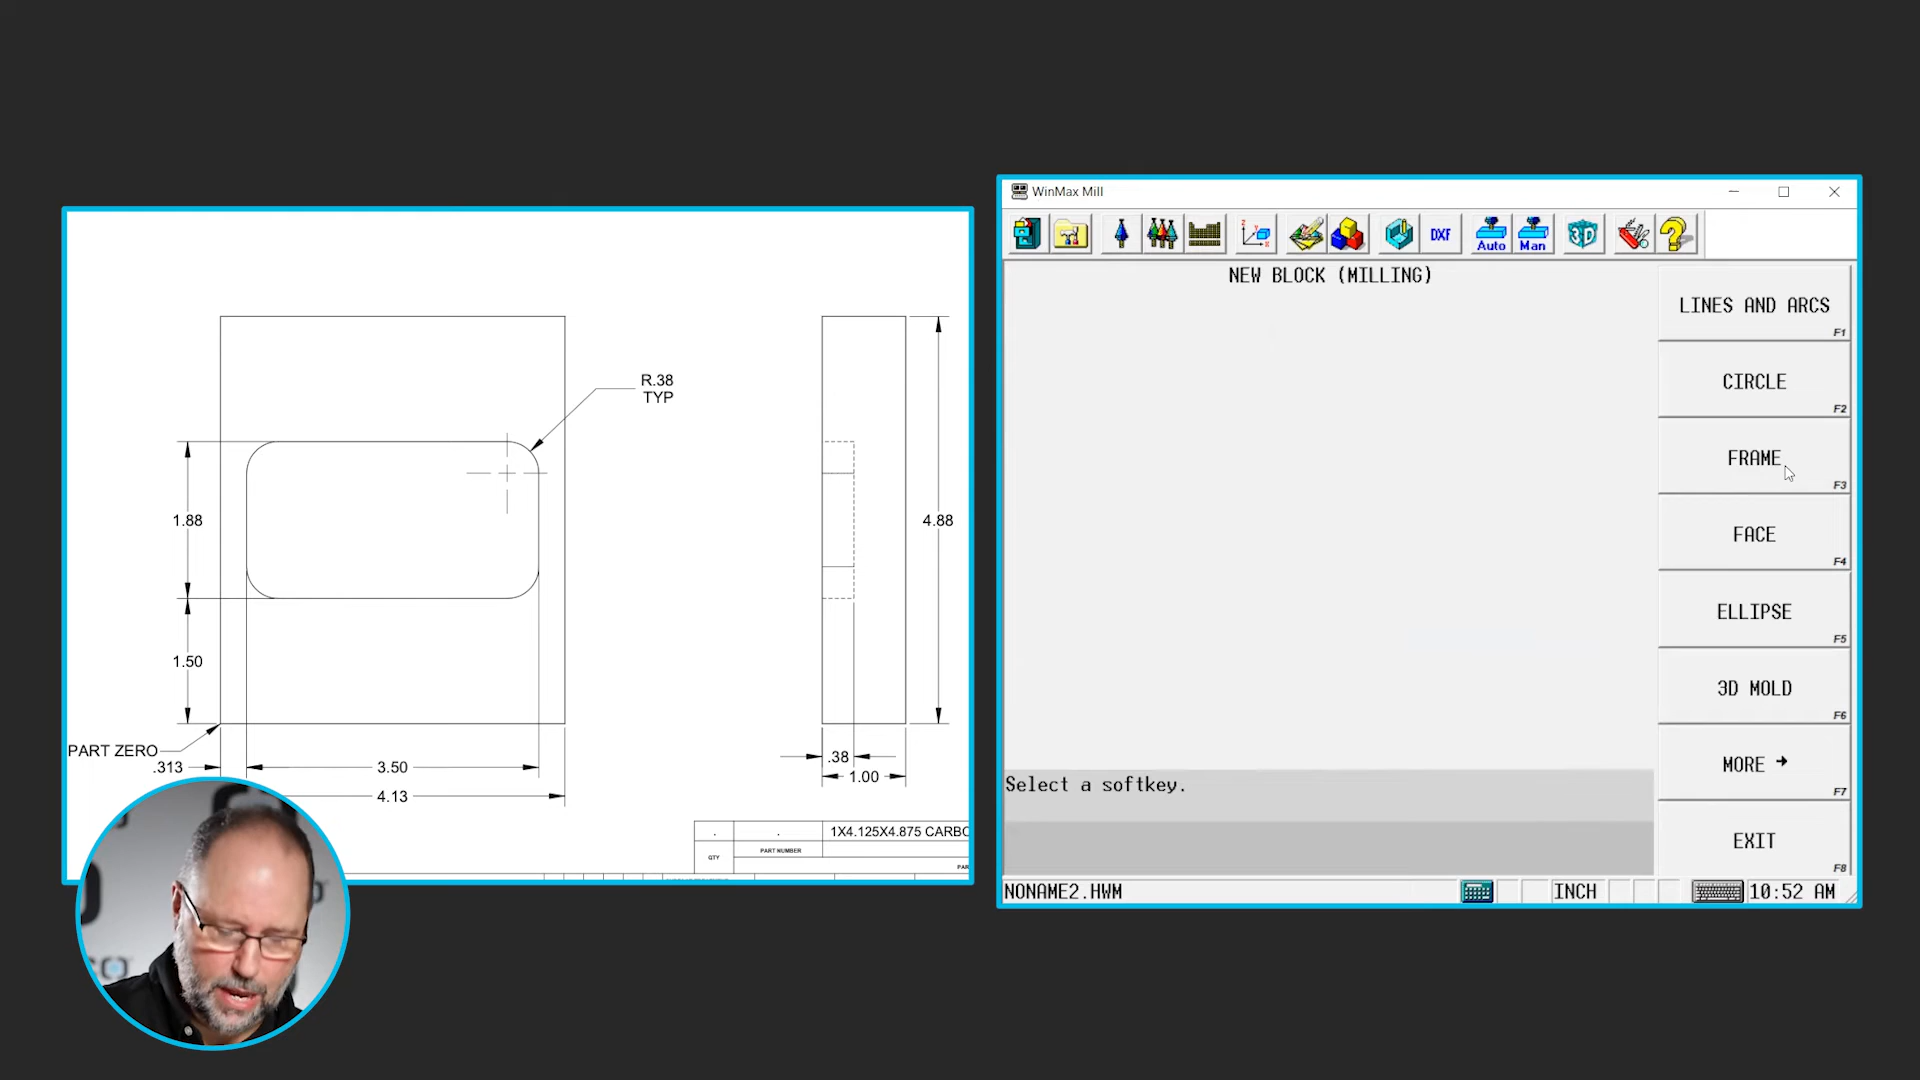 R.38
TYP
1.88
1.50
PART ZERO
.313
3.50
4.13
4.88
.38
1.00
. . 1X4.125X4.875 CARBO
QTY
PART NUMBER
PAR
WinMax Mill
DXF
Auto
Man
3D
NEW BLOCK (MILLING)
LINES AND ARCS
F1
CIRCLE
F2
FRAME
F3
FACE
F4
ELLIPSE
F5
3D MOLD
F6
MORE →
F7
EXIT
F8
Select a softkey.
NONAME2.HWM
INCH
10:52 AM